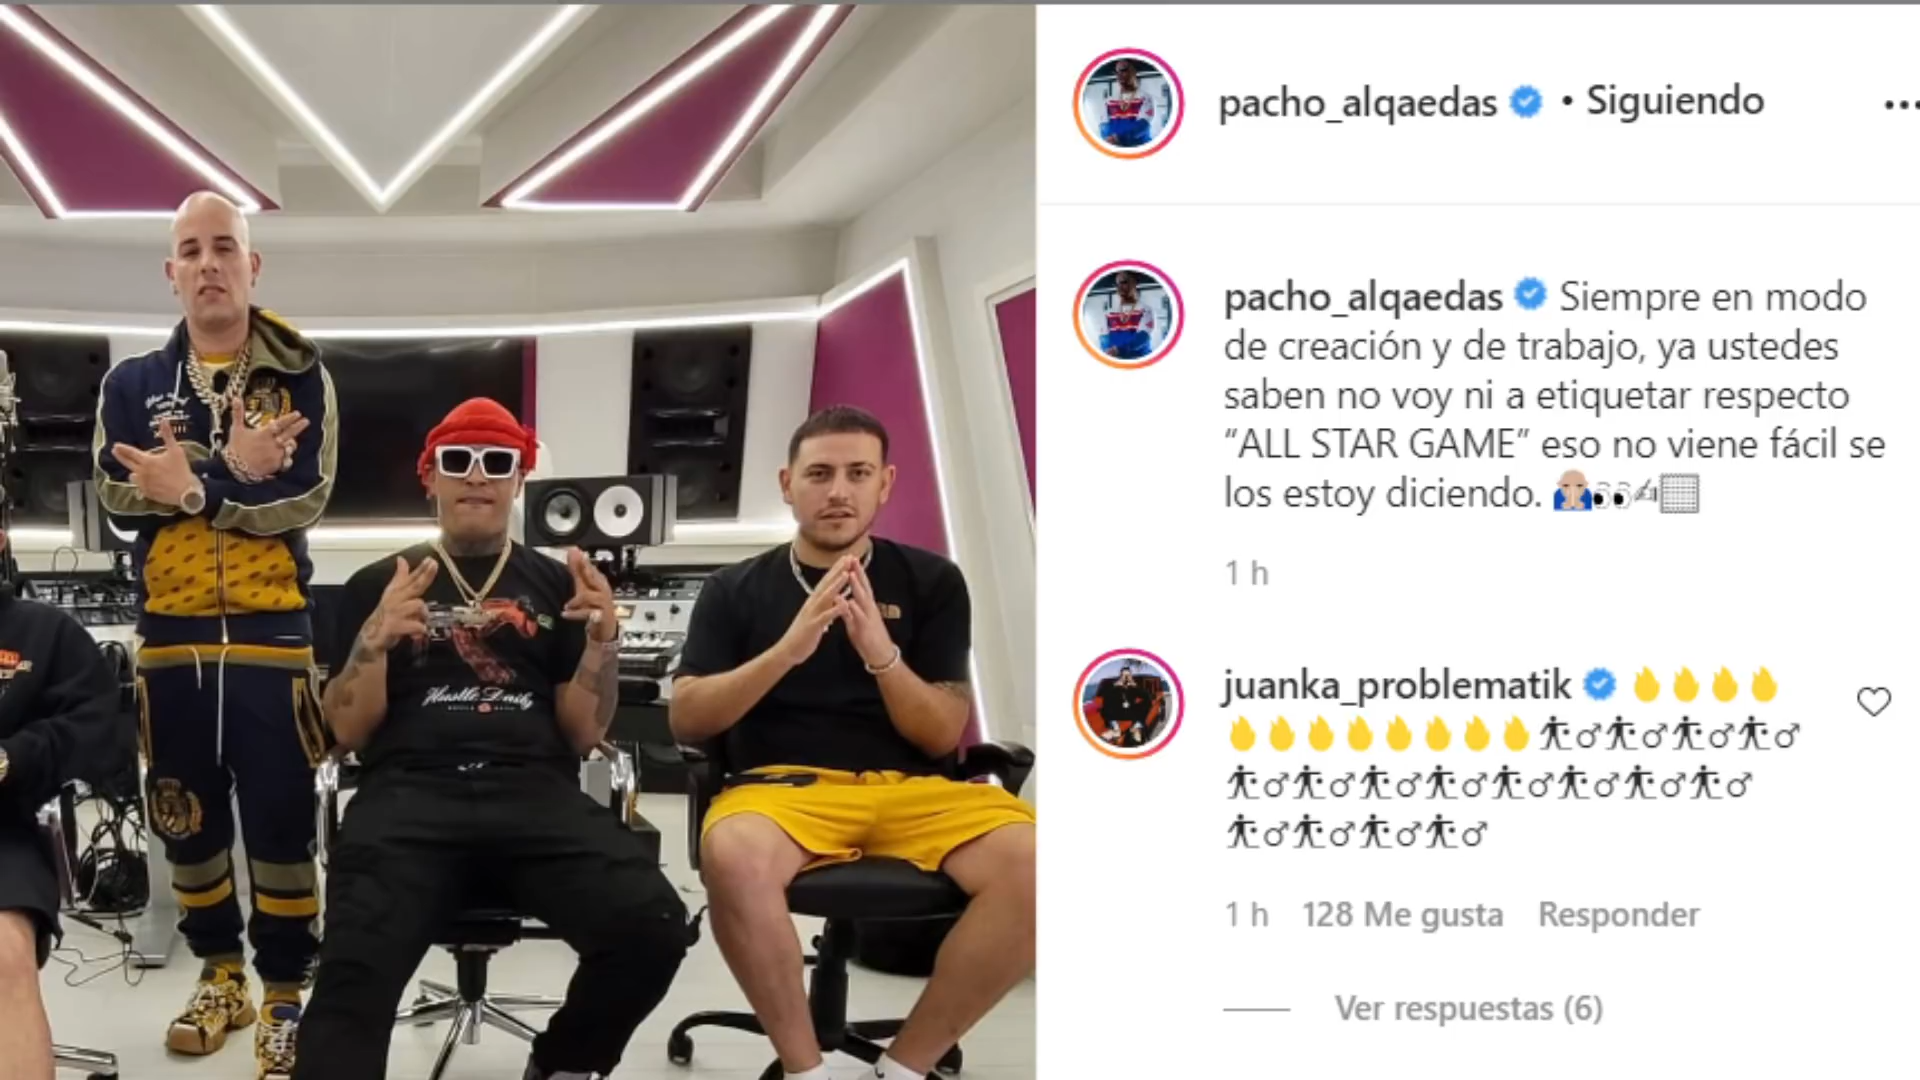 pacho_alqaedas • Siguiendo
pacho_alqaedas Siempre en modo
de creación y de trabajo, ya ustedes
saben no voy ni a etiquetar respecto
“ALL STAR GAME” eso no viene fácil se
los estoy diciendo.
1 h
juanka_problematik 🔥🔥🔥🔥
🔥🔥🔥🔥🔥🔥🔥🔥
1 h 128 Me gusta Responder
Ver respuestas (6)
Hustle Daily